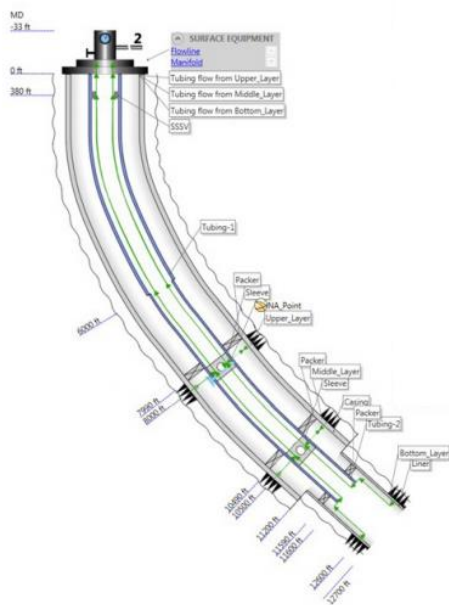 MD
-33 ft
2
SURFACE EQUIPMENT
Flowline
Manifold
0 ft
Tubing flow from Upper_Layer
380 ft
Tubing flow from Middle_Layer
Tubing flow from Bottom_Layer
SSSV
Tubing-1
Packer
Sleeve
NA_Point
Upper_Layer
6000 ft
7990 ft
8000 ft
Packer
Middle_Layer
Sleeve
Casing
Packer
Tubing-2
Bottom_Layer
Liner
10490 ft
10500 ft
11200 ft
11590 ft
11600 ft
12600 ft
12700 ft